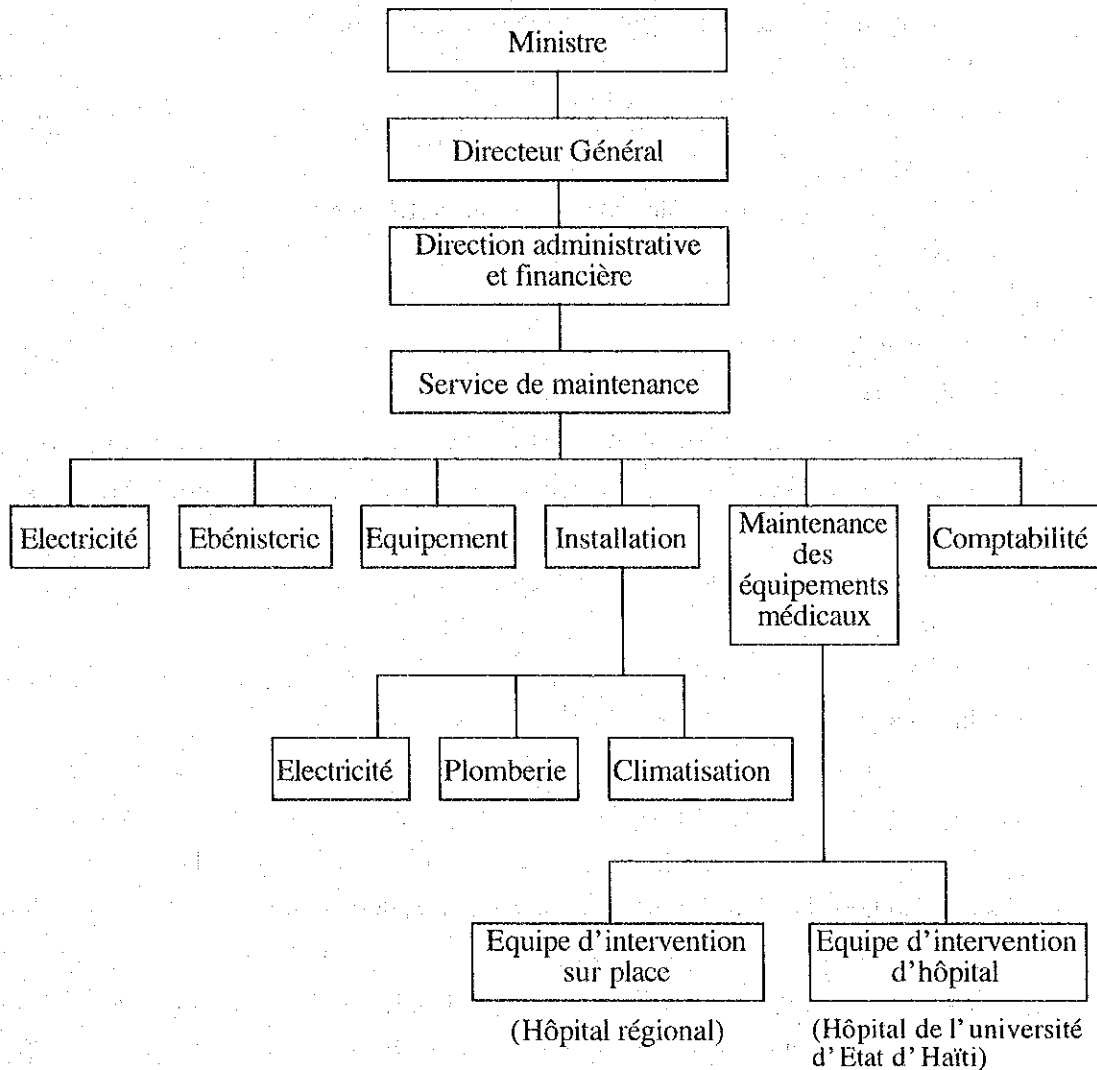 Ministre
Directeur Général
Direction administrative
et financière
Service de maintenance
Electricité
Ebénisterie
Equipement
Installation
Maintenance
des
équipements
médicaux
Comptabilité
Electricité
Plomberie
Climatisation
Equipe d'intervention
sur place
(Hôpital régional)
Equipe d'intervention
d'hôpital
(Hôpital de l'université
d'Etat d'Haïti)